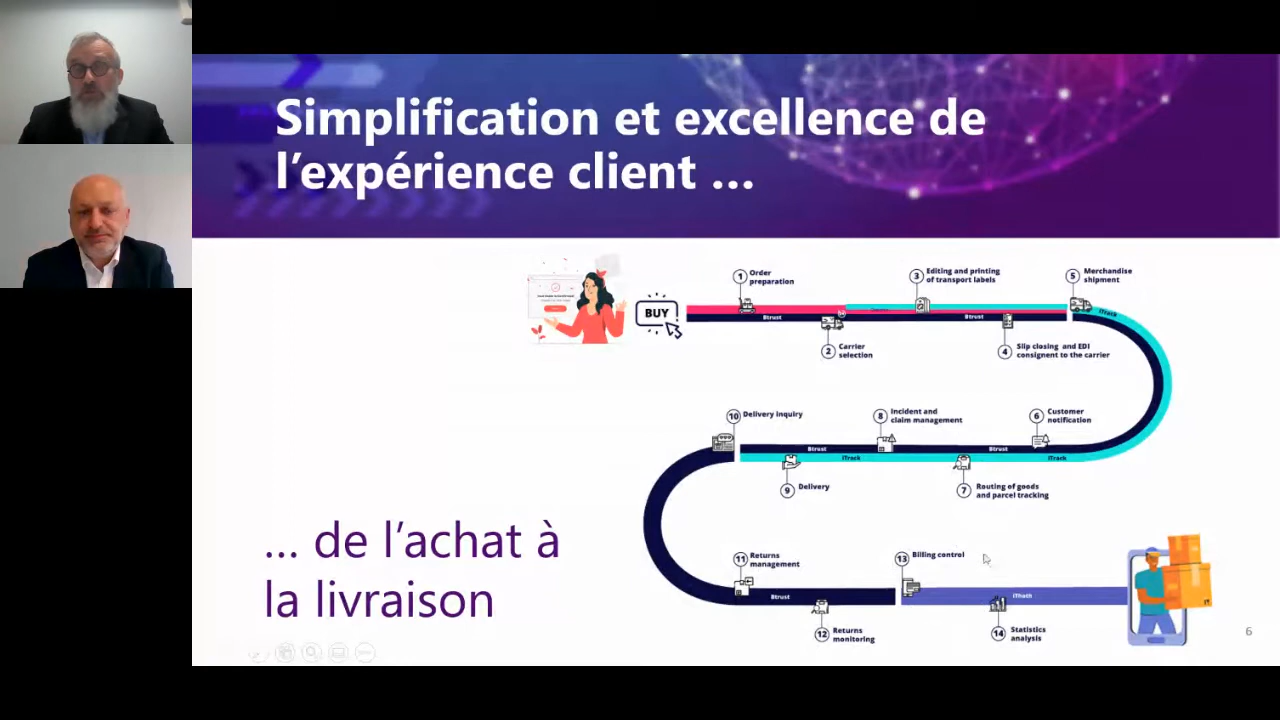 Simplification et excellence de
l’expérience client ...
BUY
1 Order
preparation
3 Editing and printing
of transport labels
5 Merchandise
shipment
Btrust
Btrust
iTrack
2 Carrier
selection
4 Slip closing and EDI
consignent to the carrier
10 Delivery inquiry
8 Incident and
claim management
6 Customer
notification
Btrust
Btrust
iTrack
iTrack
9 Delivery
7 Routing of goods
and parcel tracking
... de l’achat à
la livraison
11 Returns
management
13 Billing control
Btrust
iThoth
12 Returns
monitoring
14 Statistics
analysis
6